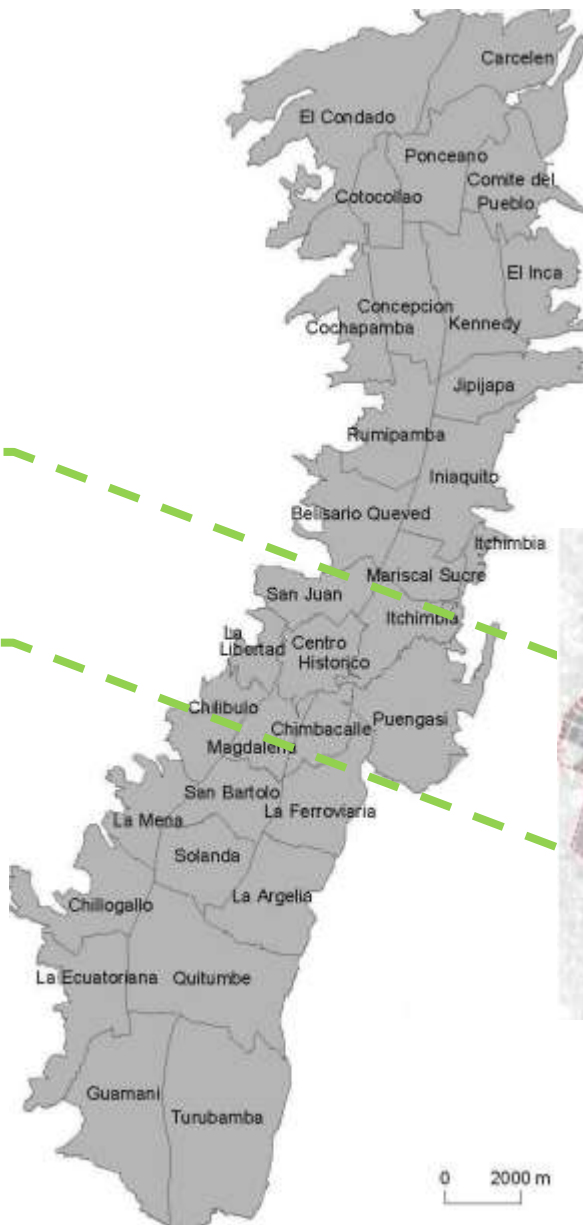 Carcelen
El Condado
Ponceano
Comite del
Pueblo
Cotocollao
El Inca
Concepcion
Cochapamba
Kennedy
Jipijapa
Rumipamba
Iniaquito
Belisario Queved
Itchimbia
Mariscal Sucre
San Juan
Itchimbia
La
Libertad
Centro
Historico
Chilibulo
Puengasi
Chimbacalle
Magdalena
San Bartolo
La Ferroviaria
La Mena
Solanda
La Argelia
Chillogallo
La Ecuatoriana
Quitumbe
Guamani
Turubamba
0 2000 m